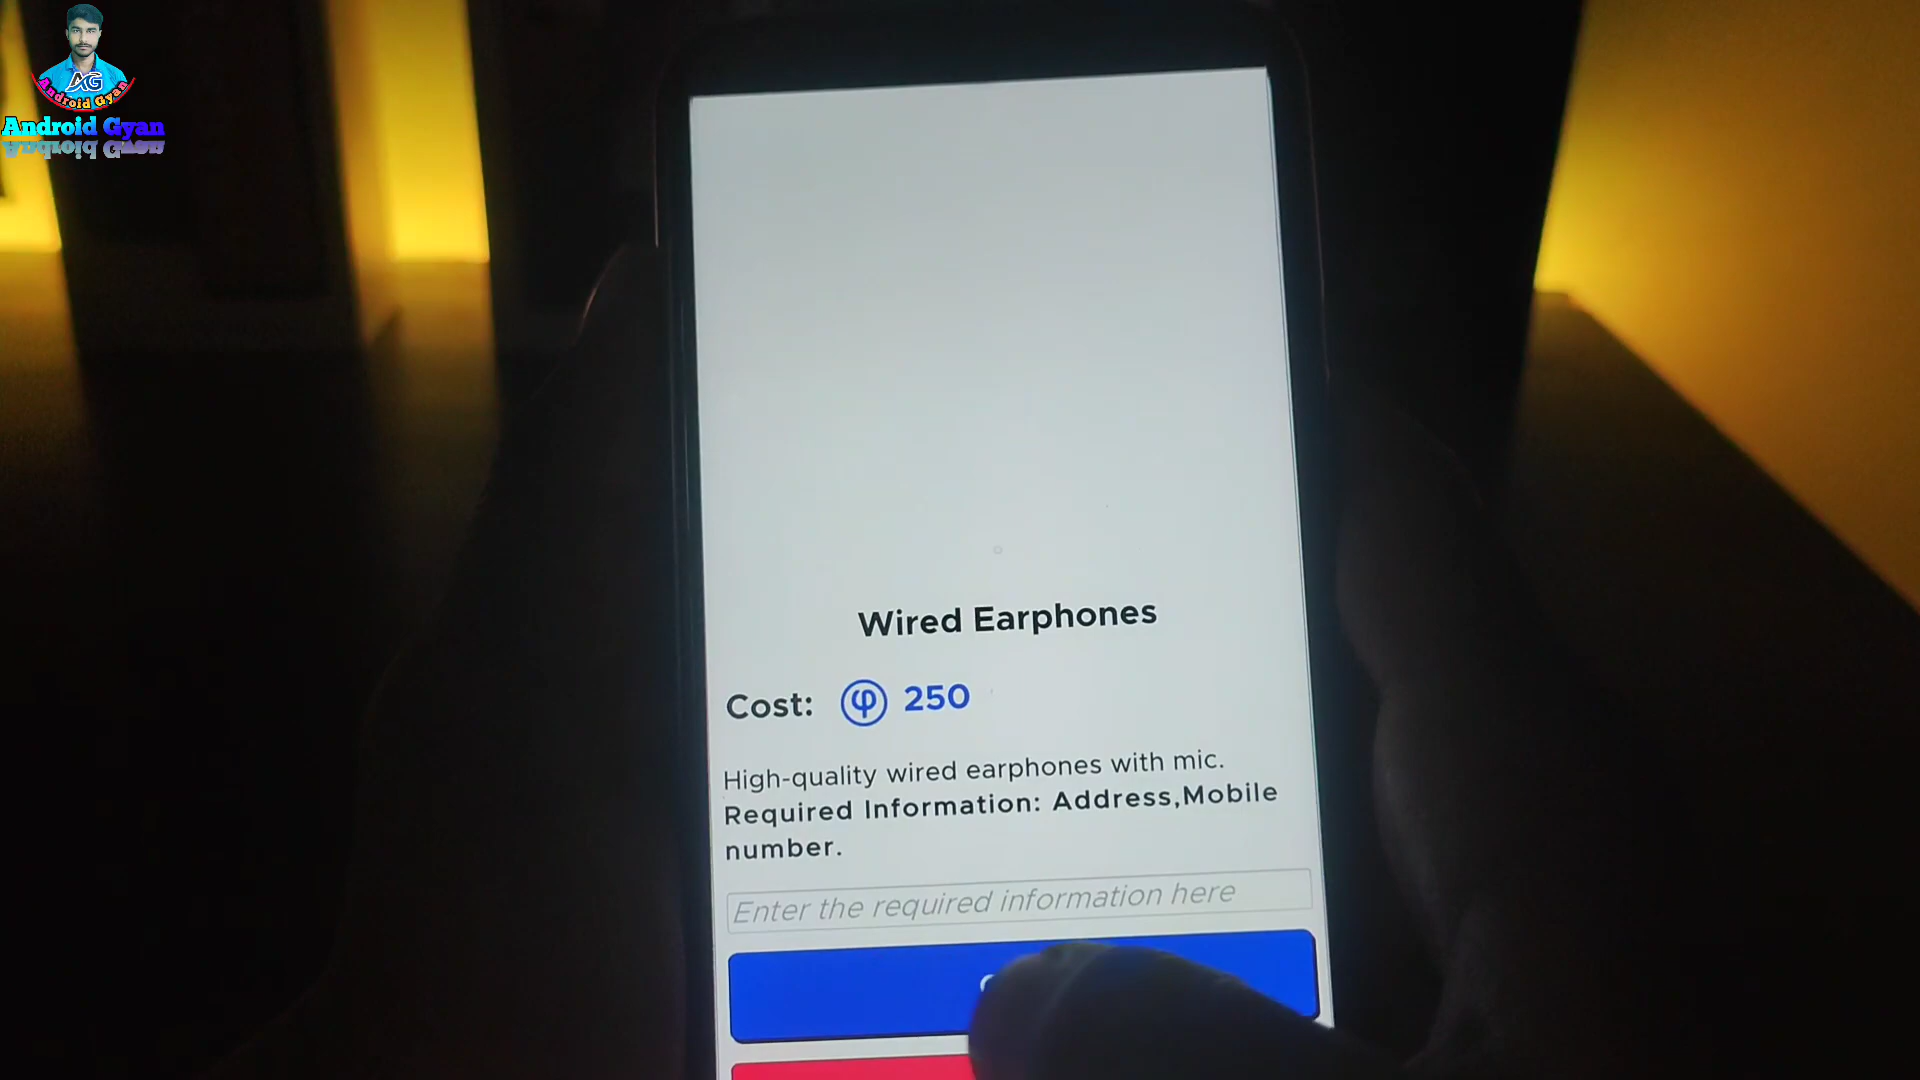 AG
Android Gyan
Android Gyan
Wired Earphones
Cost: φ 250
High-quality wired earphones with mic.
Required Information: Address,Mobile
number.
Enter the required information here